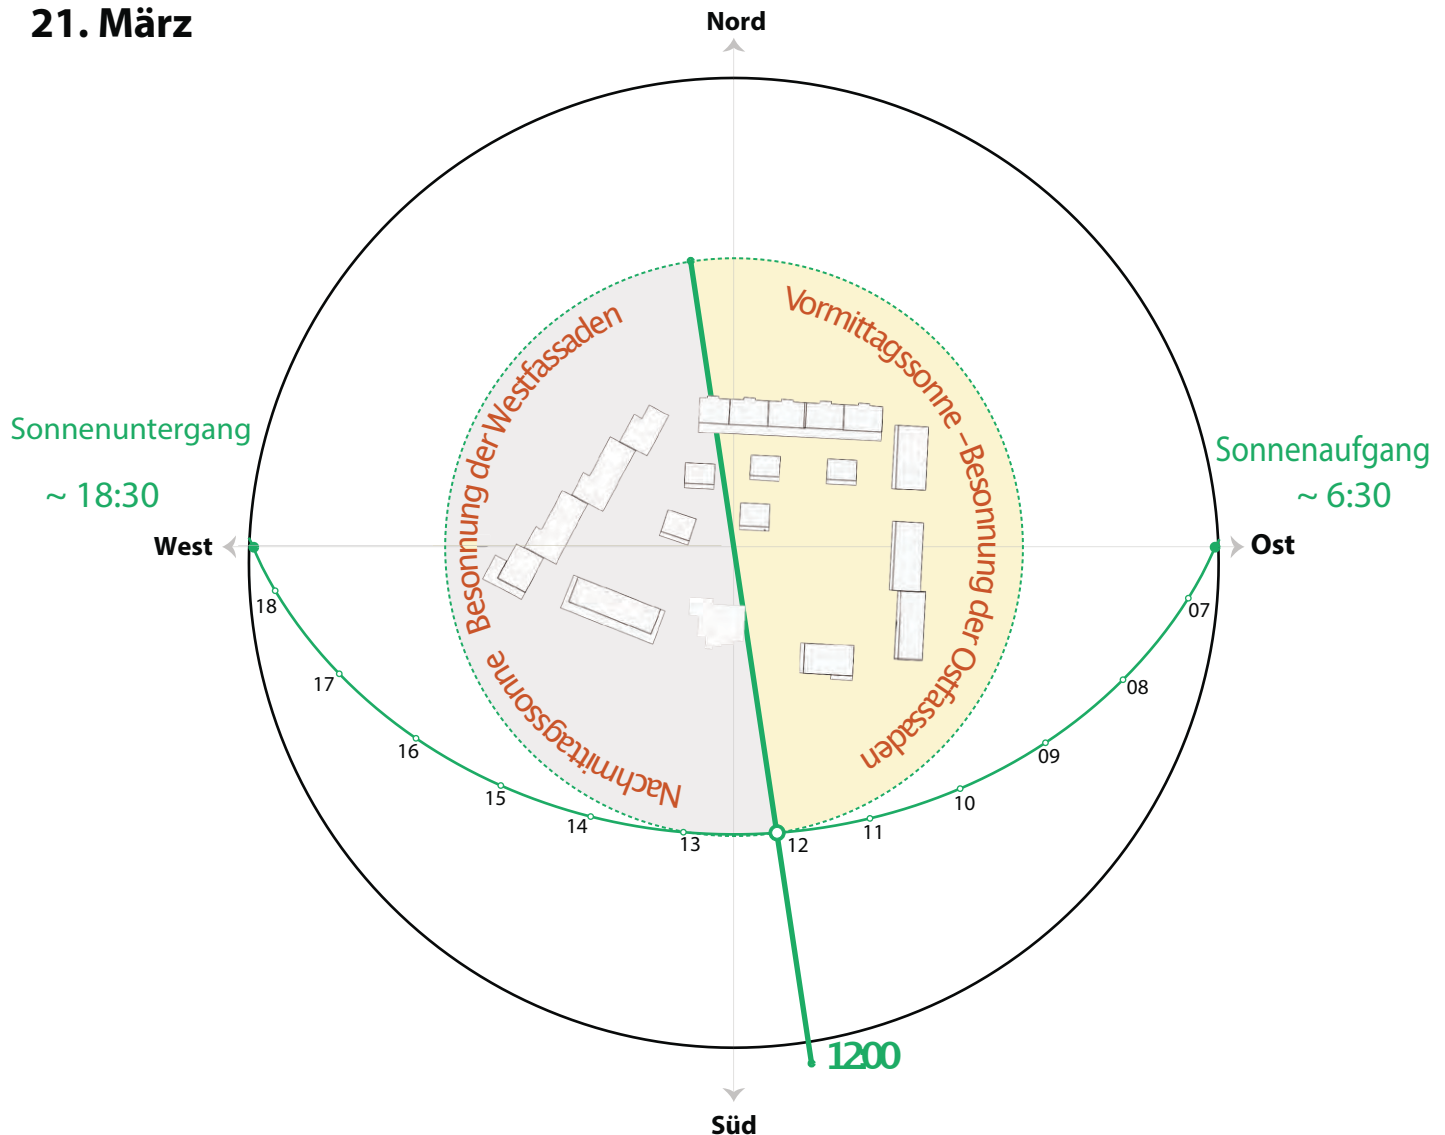 21. März
Nord
Vormittagssonne – Besonnung der Ostfassaden
Besonnung der Westfassaden
Nachmittagssonne
Sonnenuntergang
~ 18:30
Sonnenaufgang
~ 6:30
West
Ost
18
17
16
15
14
13
12
11
10
09
08
07
12:00
Süd